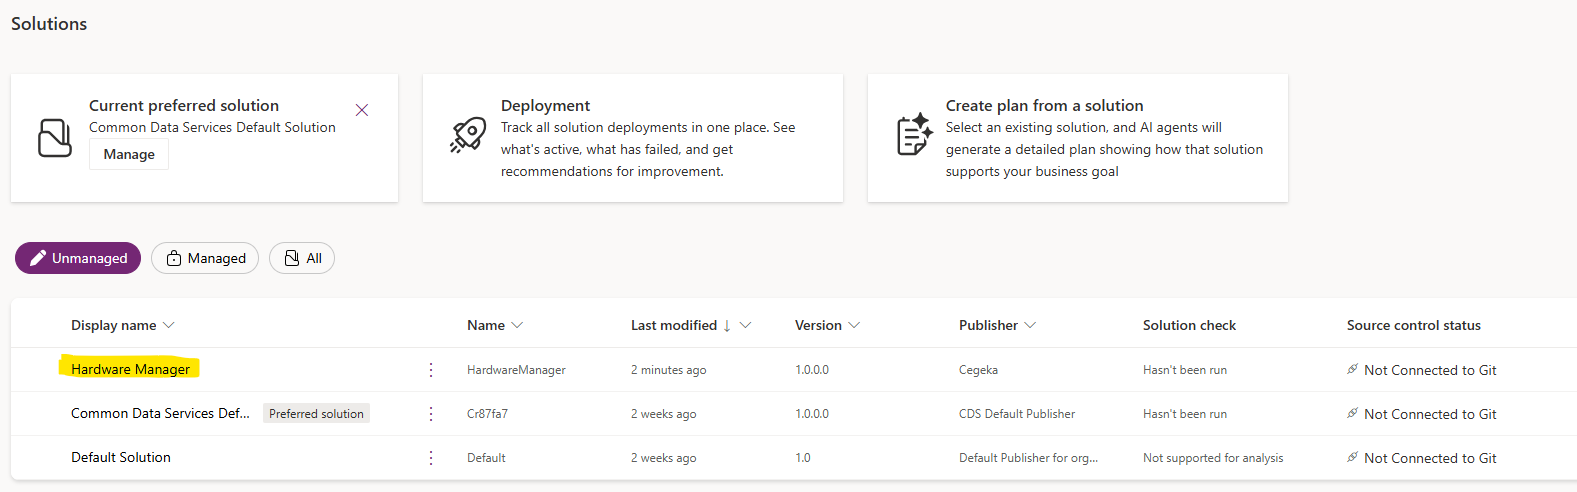 Solutions
Current preferred solution
Common Data Services Default Solution
Manage
Deployment
Track all solution deployments in one place. See
what's active, what has failed, and get
recommendations for improvement.
Create plan from a solution
Select an existing solution, and AI agents will
generate a detailed plan showing how that solution
supports your business goal
Unmanaged Managed All
Display name Name Last modified Version Publisher Solution check Source control status
Hardware Manager HardwareManager 2 minutes ago 1.0.0.0 Cegeka Hasn't been run Not Connected to Git
Common Data Services Def... Preferred solution Cr87fa7 2 weeks ago 1.0.0.0 CDS Default Publisher Hasn't been run Not Connected to Git
Default Solution Default 2 weeks ago 1.0 Default Publisher for org... Not supported for analysis Not Connected to Git